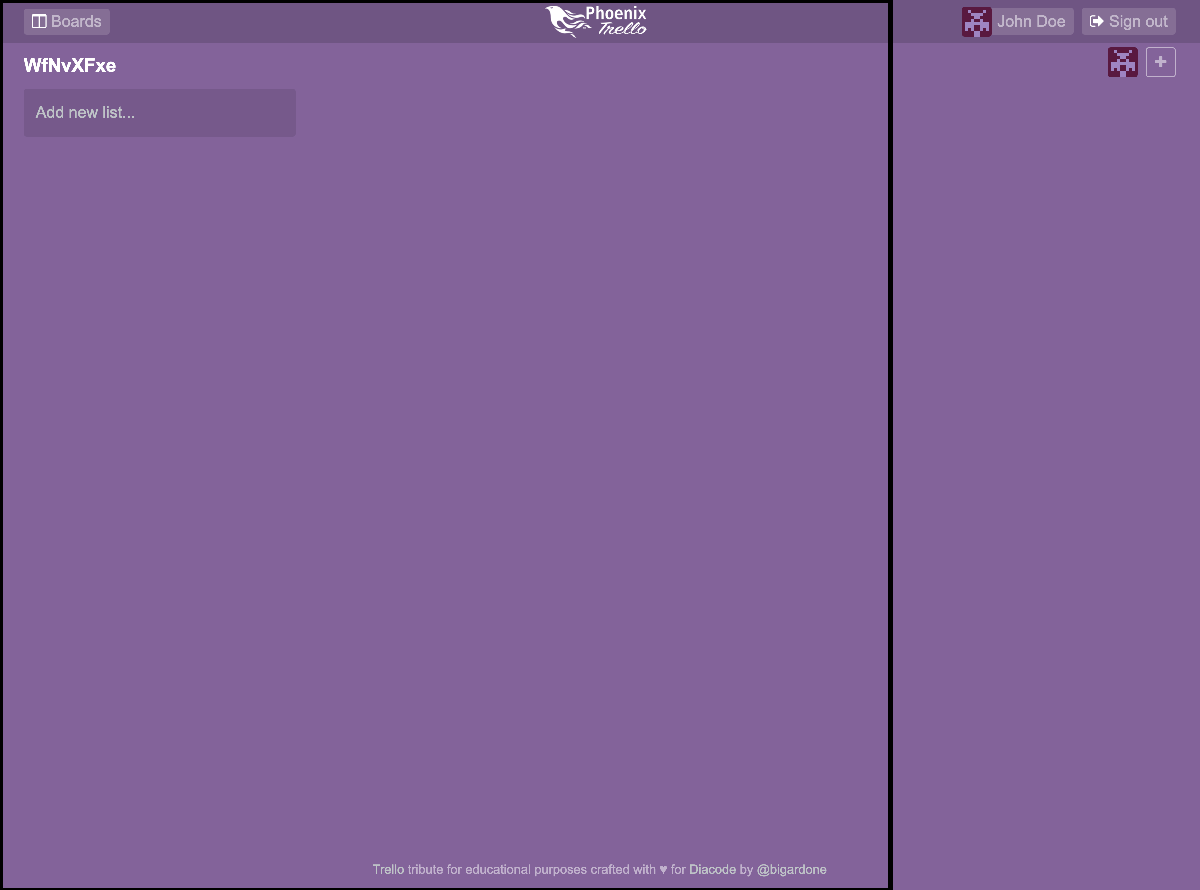 Boards
Phoenix
Trello
John Doe
Sign out
WfNvXFxe
+
Add new list...
Trello tribute for educational purposes crafted with ♥ for Diacode by @bigardone